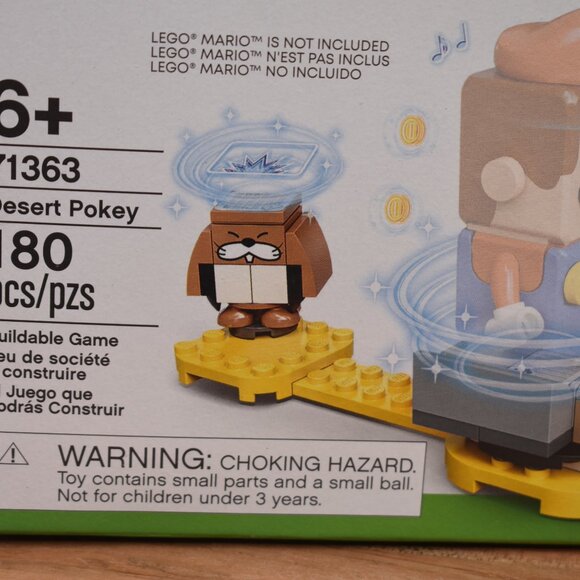 LEGO® MARIO™ IS NOT INCLUDED
LEGO® MARIO™ N'EST PAS INCLUS
LEGO® MARIO™ NO INCLUIDO
6+
71363
Desert Pokey
180
pcs/pzs
uildable Game
eu de société
construire
l Juego que
odrás Construir
WARNING: CHOKING HAZARD.
Toy contains small parts and a small ball.
Not for children under 3 years.